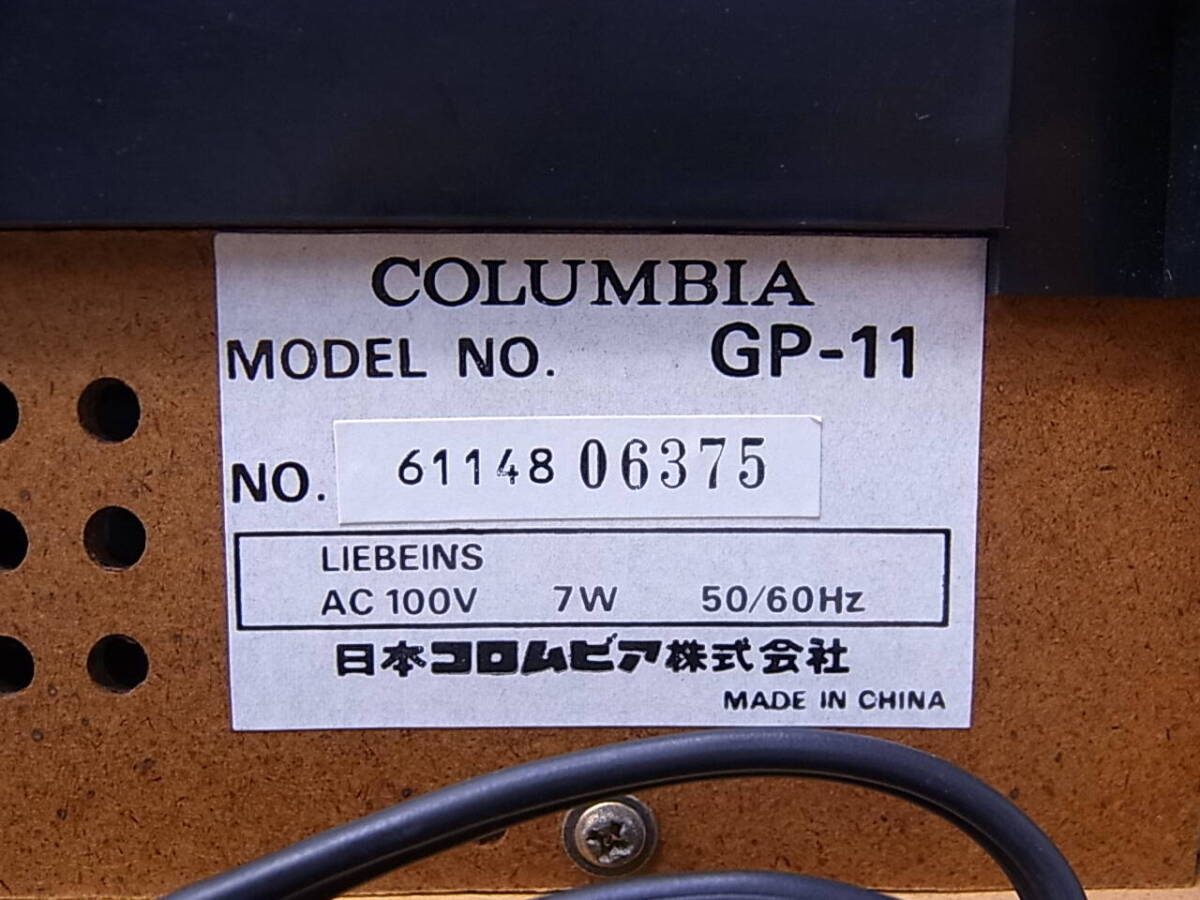 COLUMBIA
MODEL NO. GP-11
NO. 61148 06375
LIEBEINS
AC 100V 7W 50/60Hz
日本コロムビア株式会社
MADE IN CHINA